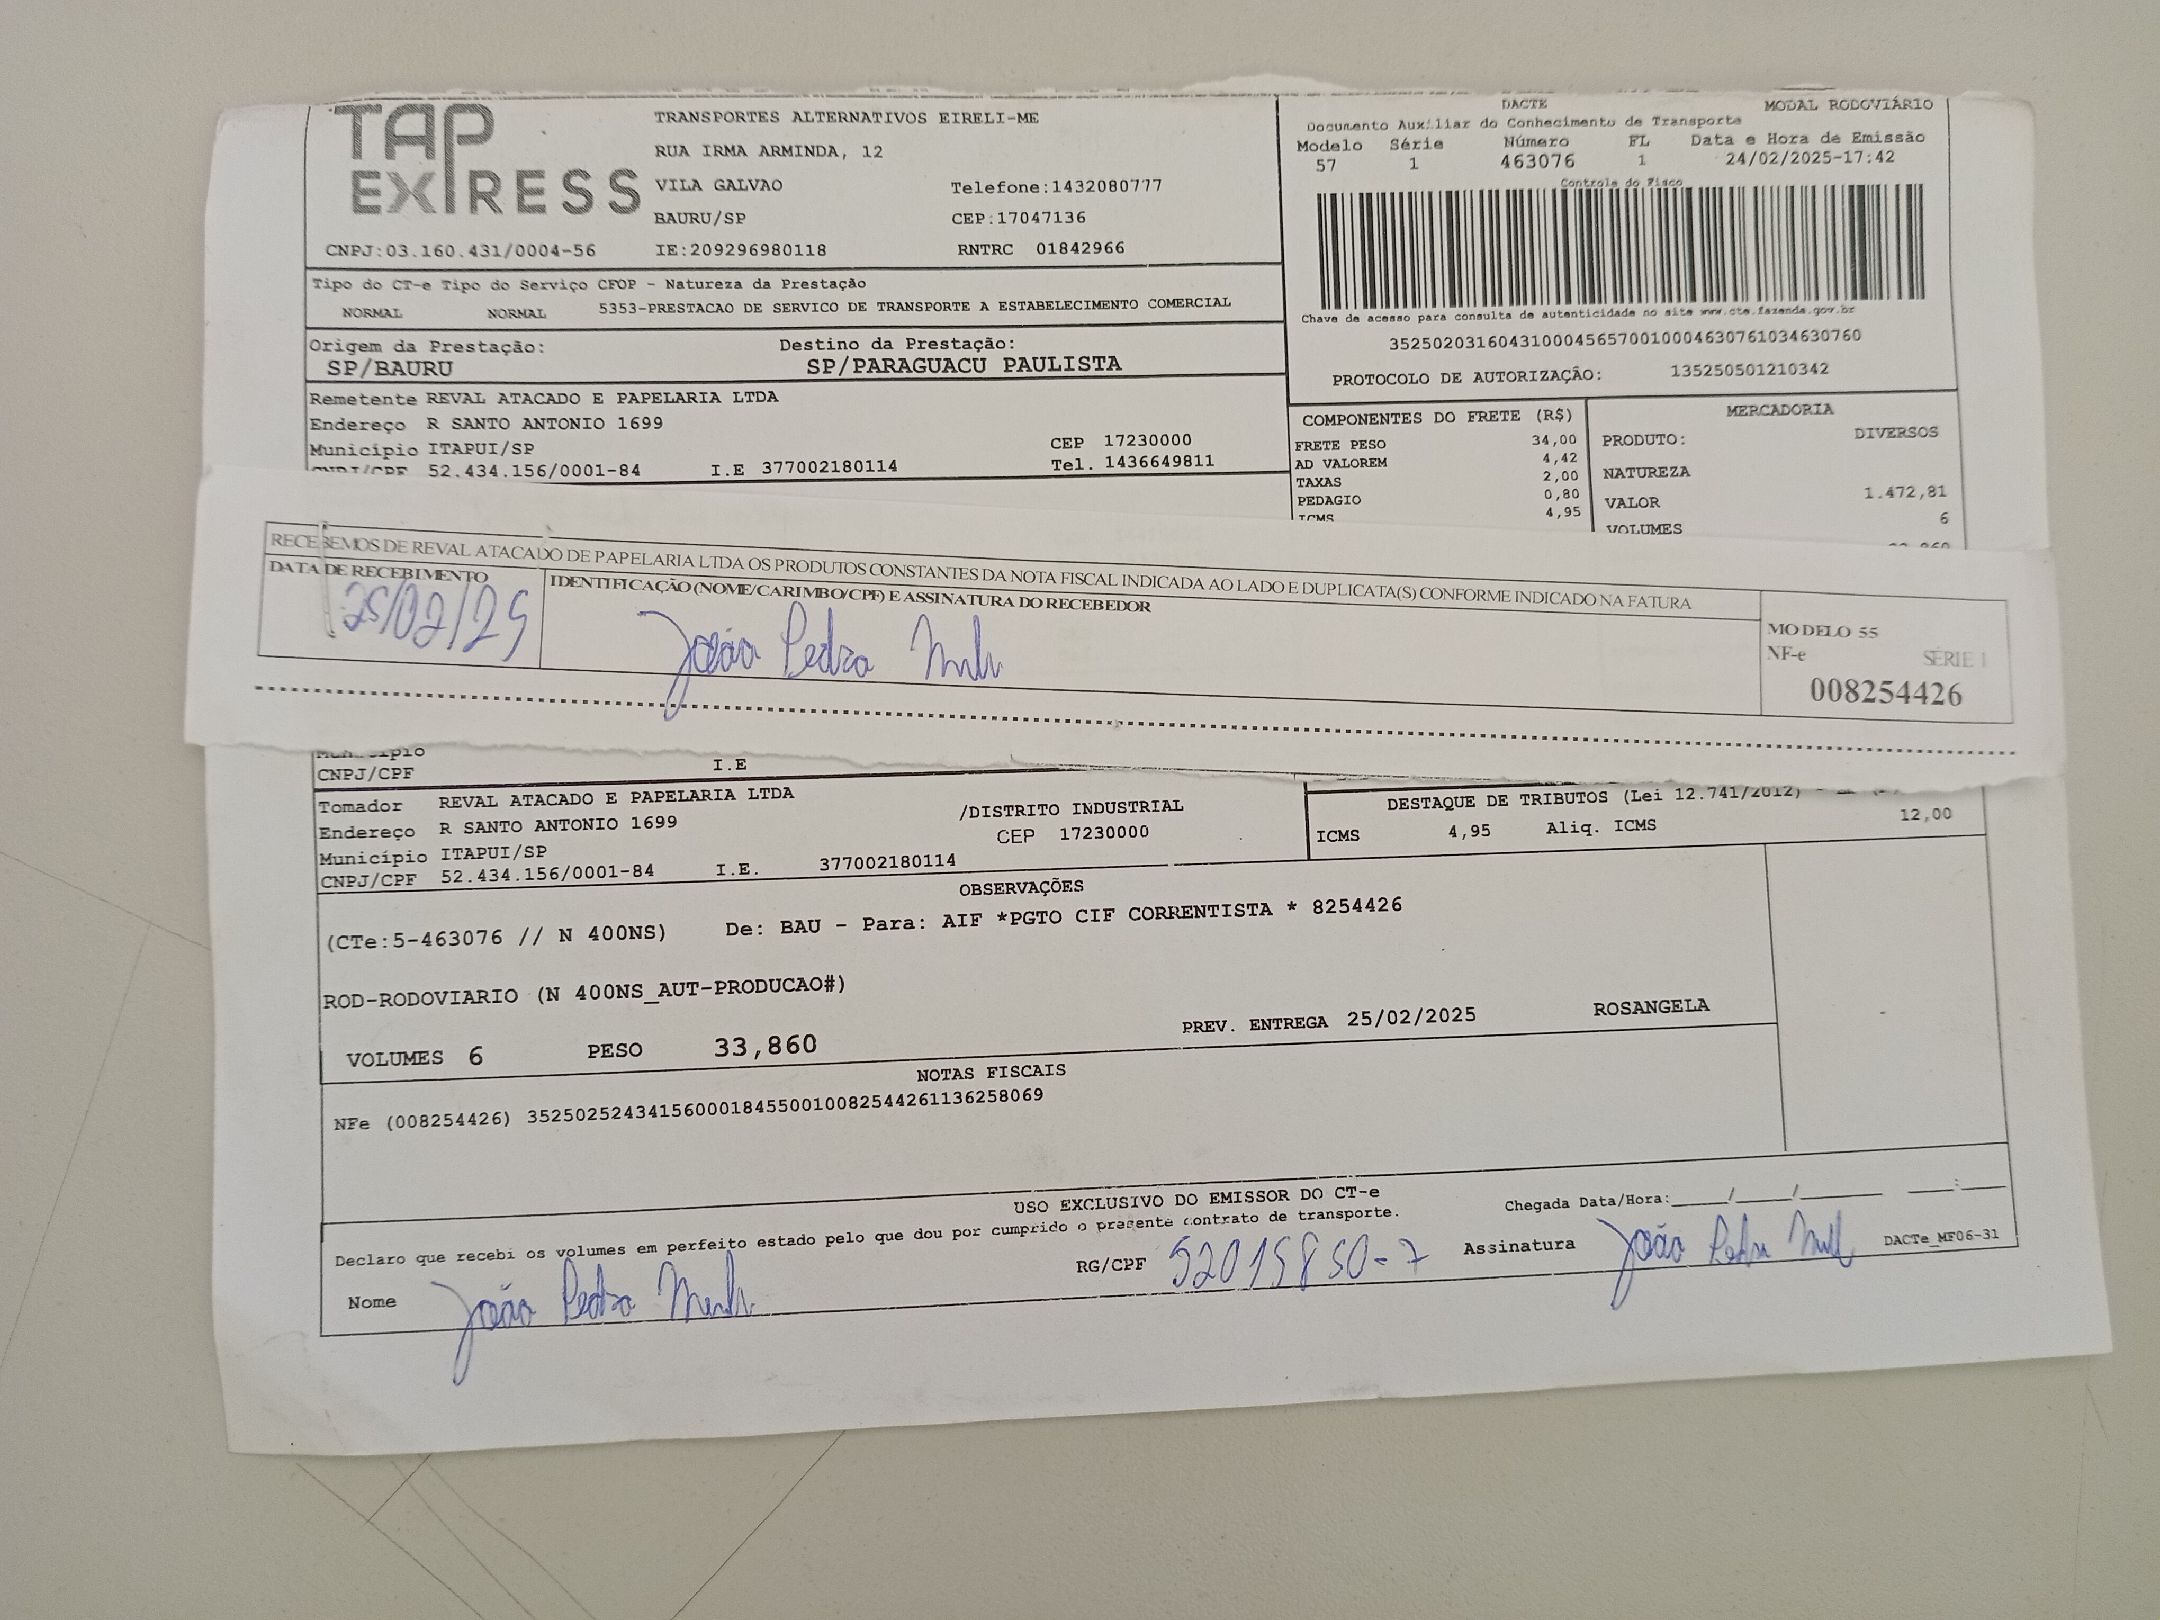 TAP EXPRESS
TRANSPORTES ALTERNATIVOS EIRELI-ME
RUA IRMA ARMINDA, 12
VILA GALVAO Telefone:1432080777
BAURU/SP CEP:17047136
CNPJ:03.160.431/0004-56 IE:209296980118 RNTRC 01842966
DACTE MODAL RODOVIÁRIO
Documento Auxiliar do Conhecimento de Transporte
Modelo Série Número FL Data e Hora de Emissão
57 1 463076 1 24/02/2025-17:42
Controle do Fisco
Chave de acesso para consulta de autenticidade no site www.cte.fazenda.gov.br
35250203160431000456570010004630761034630760
PROTOCOLO DE AUTORIZAÇÃO: 135250501210342
Tipo do CT-e Tipo do Serviço CFOP - Natureza da Prestação
NORMAL NORMAL 5353-PRESTACAO DE SERVICO DE TRANSPORTE A ESTABELECIMENTO COMERCIAL
Origem da Prestação: Destino da Prestação:
SP/BAURU SP/PARAGUACU PAULISTA
Remetente REVAL ATACADO E PAPELARIA LTDA
Endereço R SANTO ANTONIO 1699
Município ITAPUI/SP CEP 17230000
CNPJ/CPF 52.434.156/0001-84 I.E 377002180114 Tel. 1436649811
COMPONENTES DO FRETE (R$)
FRETE PESO 34,00
AD VALOREM 4,42
TAXAS 2,00
PEDAGIO 0,80
ICMS 4,95
MERCADORIA
PRODUTO: DIVERSOS
NATUREZA
VALOR 1.472,81
VOLUMES 6
RECEBEMOS DE REVAL ATACADO DE PAPELARIA LTDA OS PRODUTOS CONSTANTES DA NOTA FISCAL INDICADA AO LADO E DUPLICATA(S) CONFORME INDICADO NA FATURA
DATA DE RECEBIMENTO IDENTIFICAÇÃO (NOME/CARIMBO/CPF) E ASSINATURA DO RECEBEDOR
25/02/25 João Pedro
MODELO 55
NF-e SÉRIE 1
008254426
Município
CNPJ/CPF I.E
Tomador REVAL ATACADO E PAPELARIA LTDA
Endereço R SANTO ANTONIO 1699 /DISTRITO INDUSTRIAL
Município ITAPUI/SP CEP 17230000
CNPJ/CPF 52.434.156/0001-84 I.E. 377002180114
DESTAQUE DE TRIBUTOS (Lei 12.741/2012) -
ICMS 4,95 Aliq. ICMS 12,00
OBSERVAÇÕES
(CTe:5-463076 // N 400NS) De: BAU - Para: AIF *PGTO CIF CORRENTISTA * 8254426
ROD-RODOVIARIO (N 400NS_AUT-PRODUCAO#)
PREV. ENTREGA 25/02/2025 ROSANGELA
VOLUMES 6 PESO 33,860
NOTAS FISCAIS
NFe (008254426) 35250252434156000184550010082544261136258069
USO EXCLUSIVO DO EMISSOR DO CT-e
Declaro que recebi os volumes em perfeito estado pelo que dou por cumprido o presente contrato de transporte.
Chegada Data/Hora:____/____/______ ____:____
Nome João Pedro RG/CPF 52015850-7 Assinatura João Pedro DACTe_MF06-31